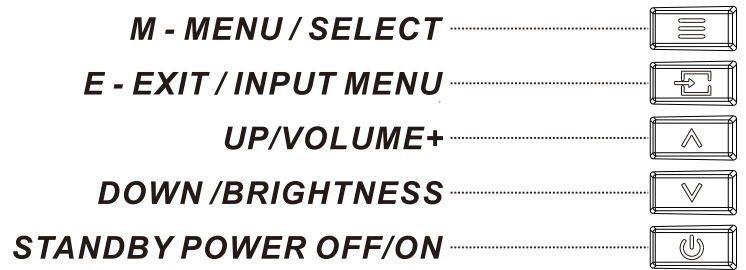 M - MENU / SELECT
E - EXIT / INPUT MENU
UP/VOLUME+
DOWN /BRIGHTNESS
STANDBY POWER OFF/ON